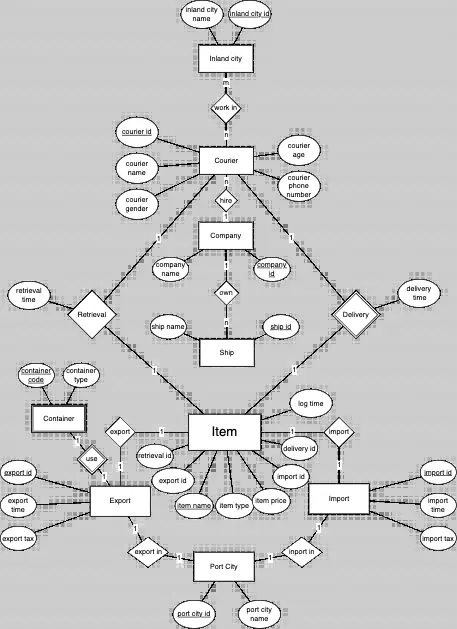 inland city
name
inland city id
Inland city
m
work in
n
courier id
courier
age
Courier
courier
name
n
courier
phone
number
courier
gender
hire
1
Company
1
1
company
name
1
company
id
retrieval
time
own
delivery
time
Retrieval
Delivery
n
ship name
ship id
Ship
1
1
container
code
container
type
log time
Container
export
1
Item
1
import
1
retrieval id
delivery id
use
1
1
1
export id
export id
import id
import id
export
time
Export
item name
item type
item price
Import
import
time
export tax
1
1
import tax
export in
1
1
inport in
Port City
port city id
port city
name